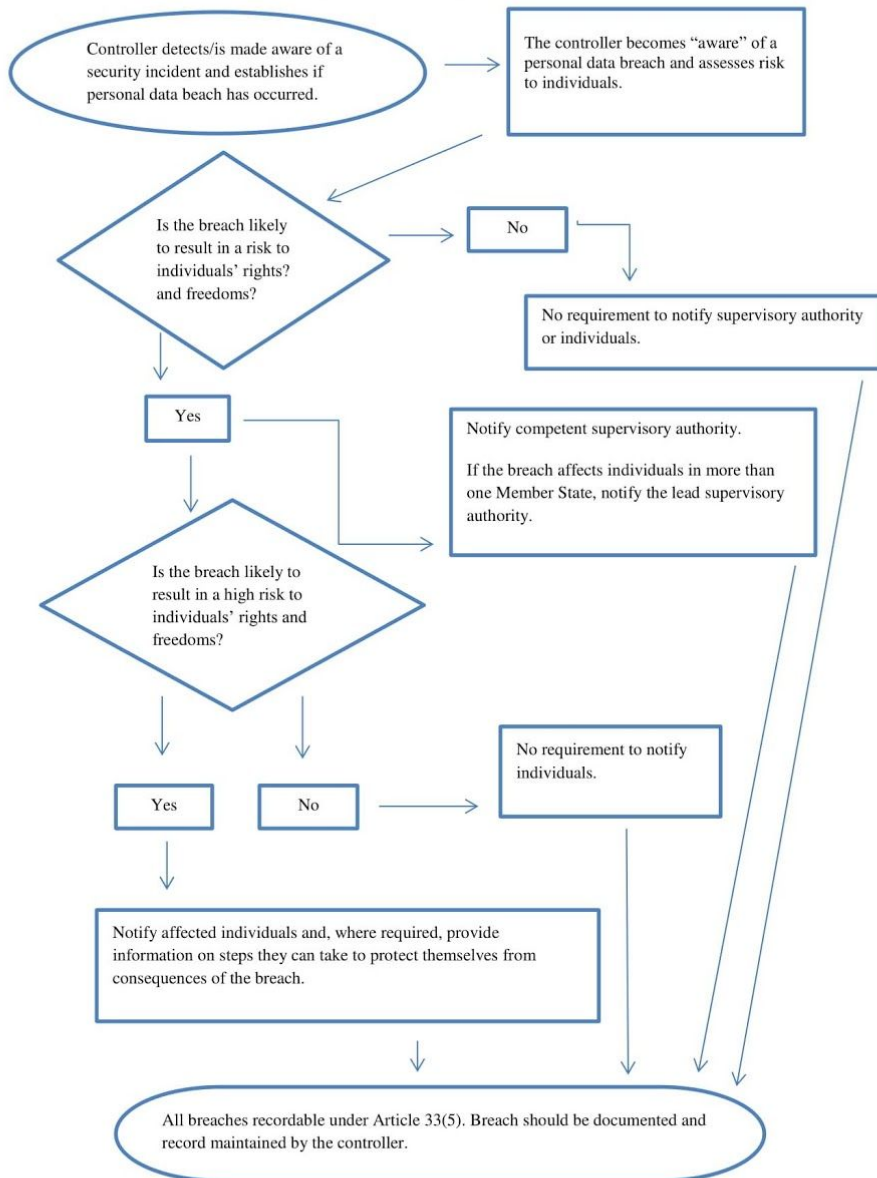 Controller detects/is made aware of a
security incident and establishes if
personal data beach has occurred.
The controller becomes “aware” of a
personal data breach and assesses risk
to individuals.
Is the breach likely
to result in a risk to
individuals’ rights?
and freedoms?
No
No requirement to notify supervisory authority
or individuals.
Yes
Notify competent supervisory authority.
If the breach affects individuals in more than
one Member State, notify the lead supervisory
authority.
Is the breach likely to
result in a high risk to
individuals’ rights and
freedoms?
Yes
No
No requirement to notify
individuals.
Notify affected individuals and, where required, provide
information on steps they can take to protect themselves from
consequences of the breach.
All breaches recordable under Article 33(5). Breach should be documented and
record maintained by the controller.